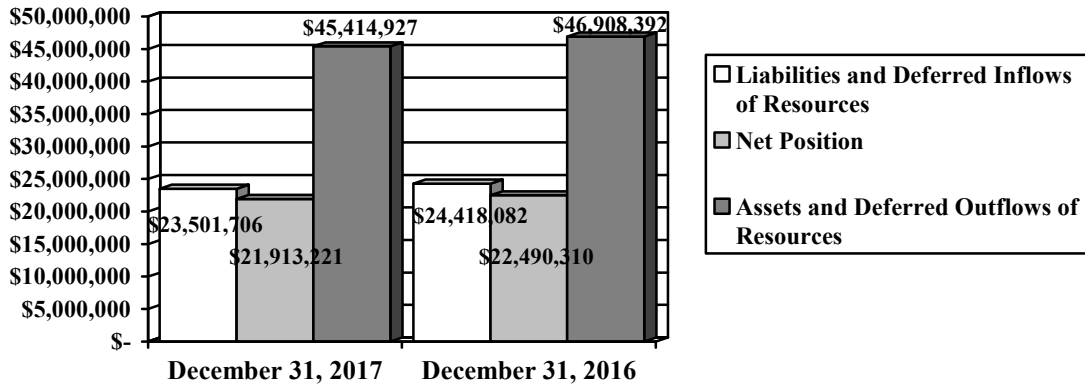 $50,000,000
$45,000,000
$40,000,000
$35,000,000
$30,000,000
$25,000,000
$20,000,000
$15,000,000
$10,000,000
$5,000,000
$-
$23,501,706
$21,913,221
$45,414,927
$24,418,082
$22,490,310
$46,908,392
December 31, 2017
December 31, 2016
Liabilities and Deferred Inflows
of Resources
Net Position
Assets and Deferred Outflows of
Resources